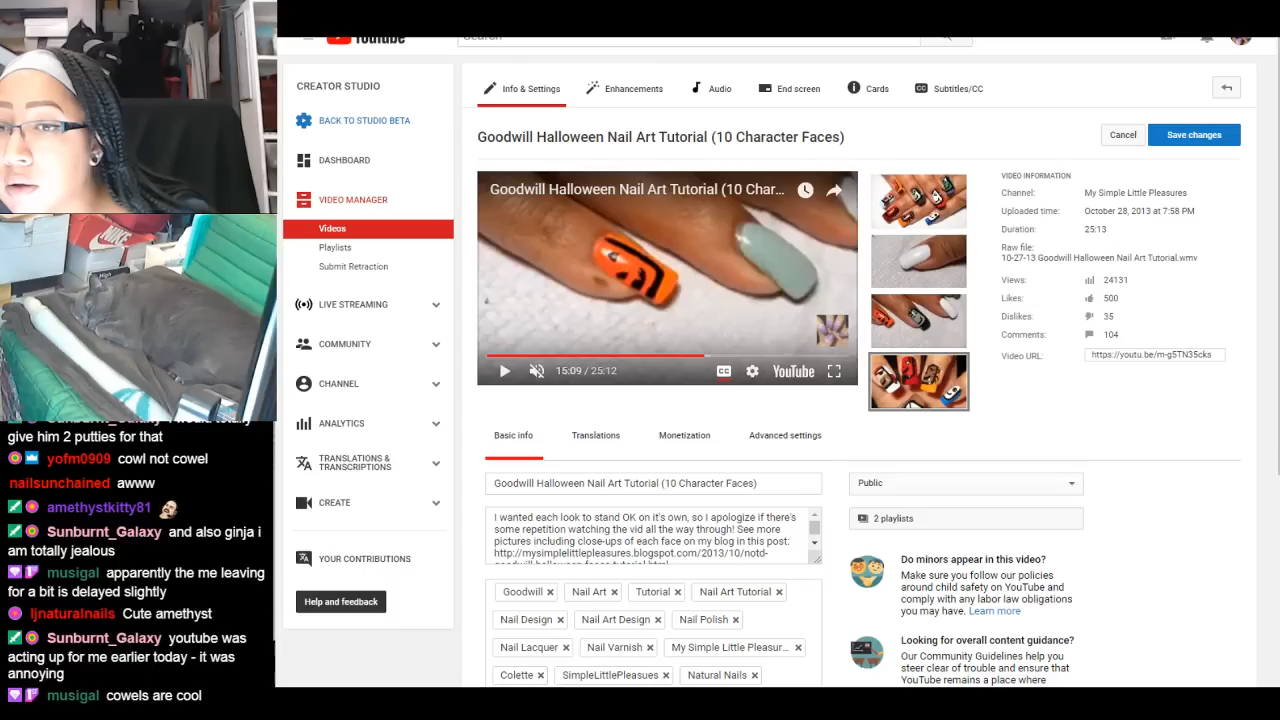 YouTube
Search
CREATOR STUDIO
BACK TO STUDIO BETA
DASHBOARD
VIDEO MANAGER
Videos
Playlists
Submit Retraction
LIVE STREAMING
COMMUNITY
CHANNEL
ANALYTICS
TRANSLATIONS &
TRANSCRIPTIONS
CREATE
YOUR CONTRIBUTIONS
Help and feedback
Info & Settings
Enhancements
Audio
End screen
Cards
CC
Subtitles/CC
Goodwill Halloween Nail Art Tutorial (10 Character Faces)
Cancel
Save changes
Goodwill Halloween Nail Art Tutorial (10 Char...
15:09 / 25:12
CC
YouTube
VIDEO INFORMATION
Channel: My Simple Little Pleasures
Uploaded time: October 28, 2013 at 7:58 PM
Duration: 25:13
Raw file:
10-27-13 Goodwill Halloween Nail Art Tutorial.wmv
Views: 24131
Likes: 500
Dislikes: 35
Comments: 104
Video URL: https://youtu.be/m-g5TN35cks
Basic info
Translations
Monetization
Advanced settings
Goodwill Halloween Nail Art Tutorial (10 Character Faces)
I wanted each look to stand OK on it's own, so I apologize if there's
some repetition watching the vid all the way through! See more
pictures including close-ups of each face on my blog in this post:
http://mysimplelittlepleasures.blogspot.com/2013/10/notd-
goodwill-halloween-faces-tutorial.html
Goodwill × Nail Art × Tutorial × Nail Art Tutorial ×
Nail Design × Nail Art Design × Nail Polish ×
Nail Lacquer × Nail Varnish × My Simple Little Pleasur... ×
Colette × SimpleLittlePleasues × Natural Nails ×
Public
2 playlists
Do minors appear in this video?
Make sure you follow our policies
around child safety on YouTube and
comply with any labor law obligations
you may have. Learn more
Looking for overall content guidance?
Our Community Guidelines help you
steer clear of trouble and ensure that
YouTube remains a place where
Sunburnt_Galaxy I would totally
give him 2 putties for that
yofm0909 cowl not cowel
nailsunchained awww
amethystkitty81
Sunburnt_Galaxy and also ginja i
am totally jealous
musigal apparently the me leaving
for a bit is delayed slightly
ljnaturalnails Cute amethyst
Sunburnt_Galaxy youtube was
acting up for me earlier today - it was
annoying
musigal cowels are cool